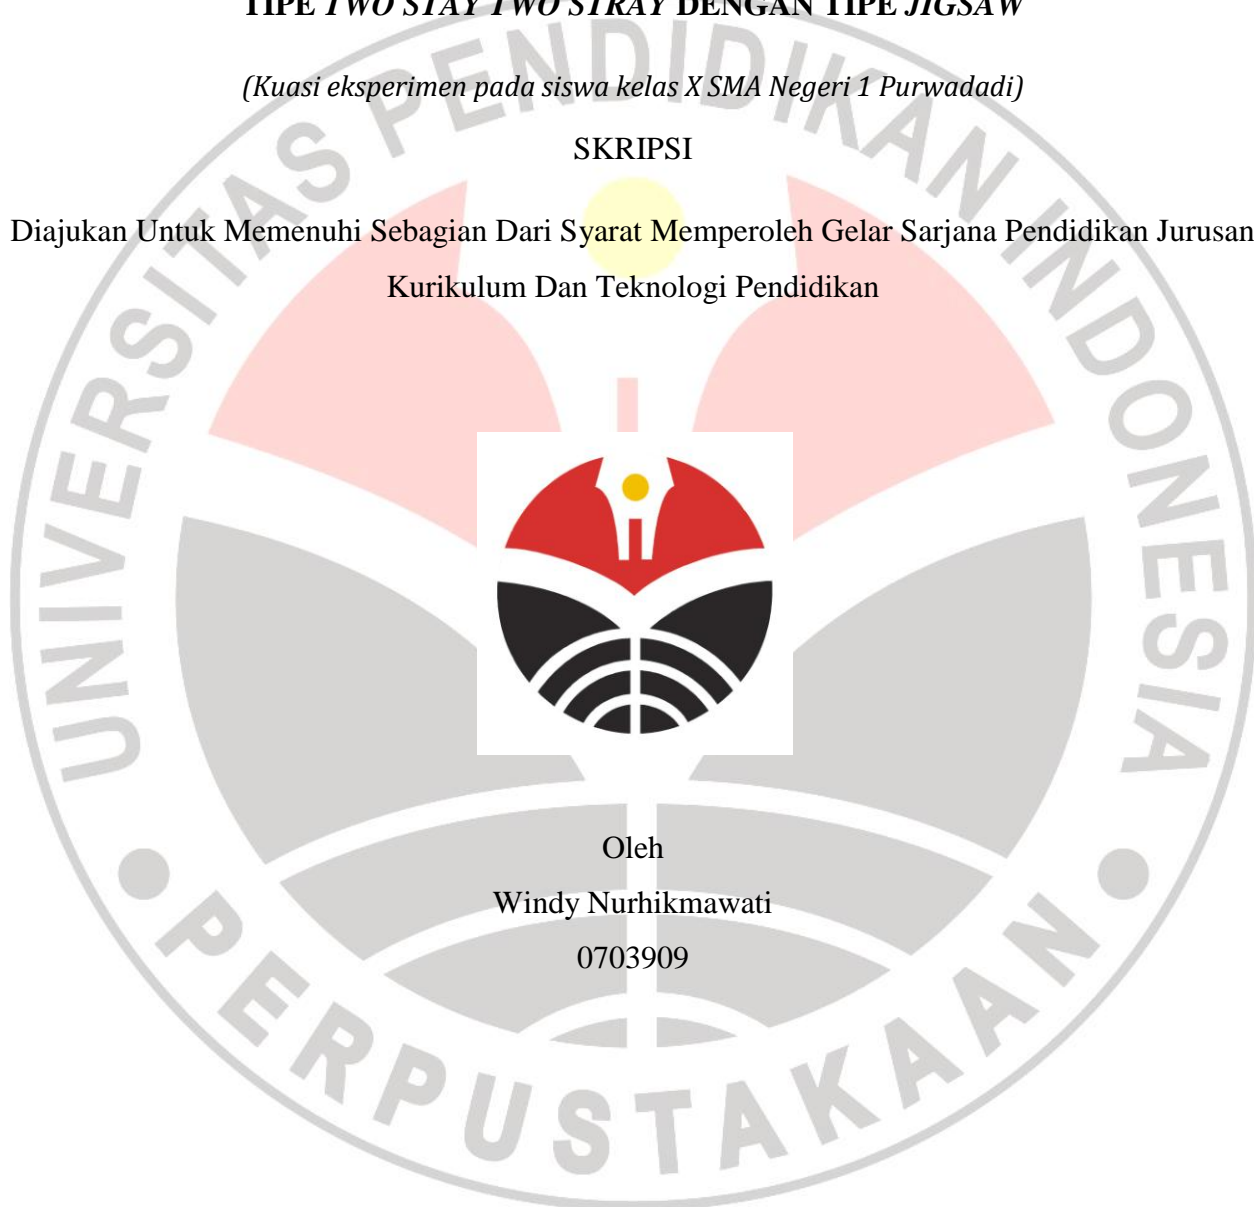 TIPE TWO STAY TWO STRAY DENGAN TIPE JIGSAW
(Kuasi eksperimen pada siswa kelas X SMA Negeri 1 Purwadadi)
SKRIPSI
Diajukan Untuk Memenuhi Sebagian Dari Syarat Memperoleh Gelar Sarjana Pendidikan Jurusan
Kurikulum Dan Teknologi Pendidikan
Oleh
Windy Nurhikmawati
0703909
UNIVERSITAS PENDIDIKAN INDONESIA
PERPUSTAKAAN